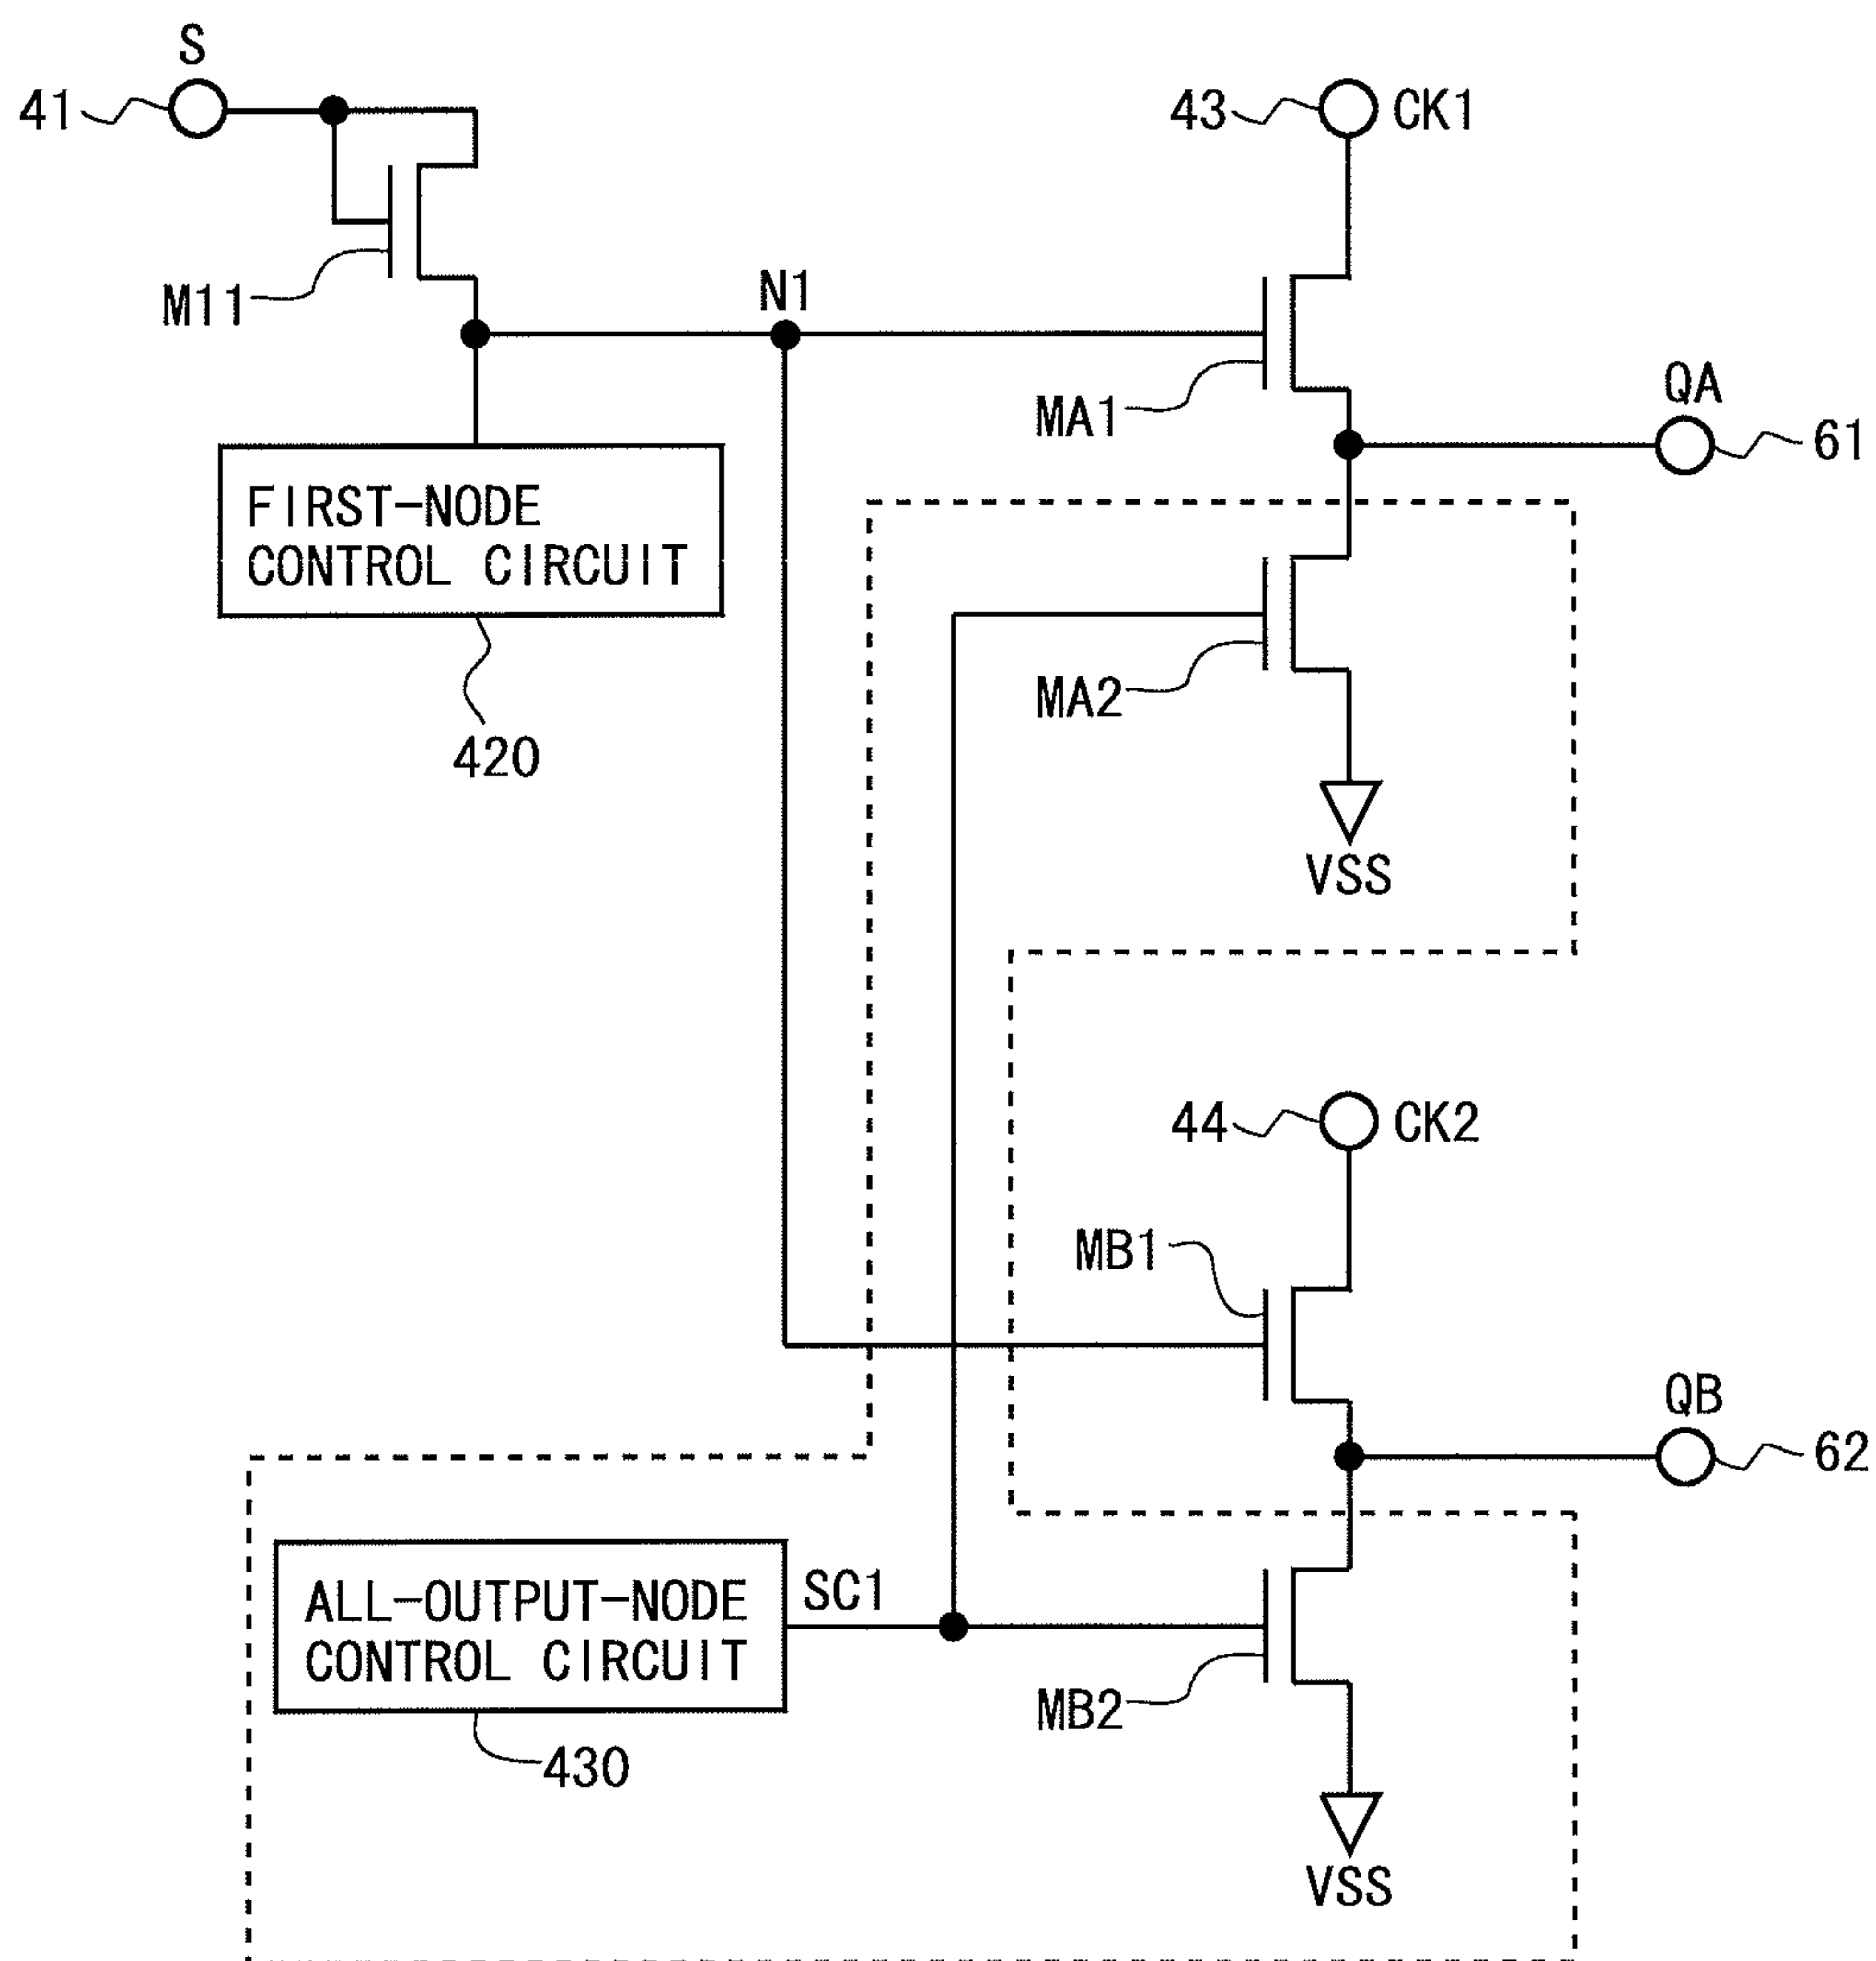 S
41
43
CK1
M11
N1
MA1
QA
61
FIRST-NODE
CONTROL CIRCUIT
420
MA2
VSS
44
CK2
MB1
QB
62
ALL-OUTPUT-NODE
CONTROL CIRCUIT
SC1
430
MB2
VSS